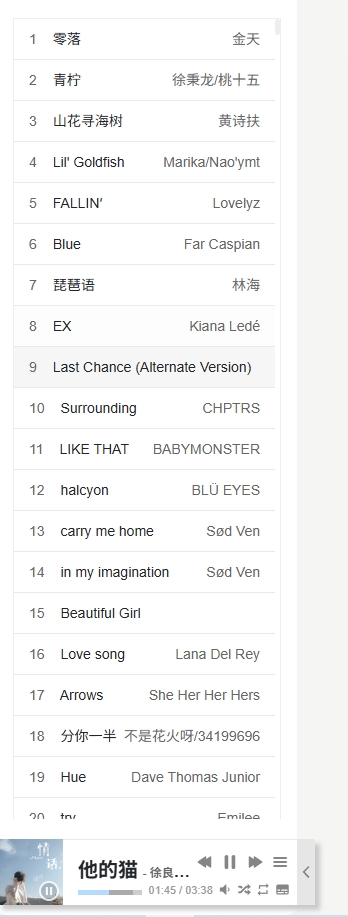 1 零落 金天
2 青柠 徐秉龙/桃十五
3 山花寻海树 黄诗扶
4 Lil' Goldfish Marika/Nao'ymt
5 FALLIN' Lovelyz
6 Blue Far Caspian
7 琵琶语 林海
8 EX Kiana Ledé
9 Last Chance (Alternate Version)
10 Surrounding CHPTRS
11 LIKE THAT BABYMONSTER
12 halcyon BLÜ EYES
13 carry me home Sød Ven
14 in my imagination Sød Ven
15 Beautiful Girl
16 Love song Lana Del Rey
17 Arrows She Her Her Hers
18 分你一半 不是花火呀/34199696
19 Hue Dave Thomas Junior
20 try Emilee
情话
他的猫 - 徐良...
01:45 / 03:38